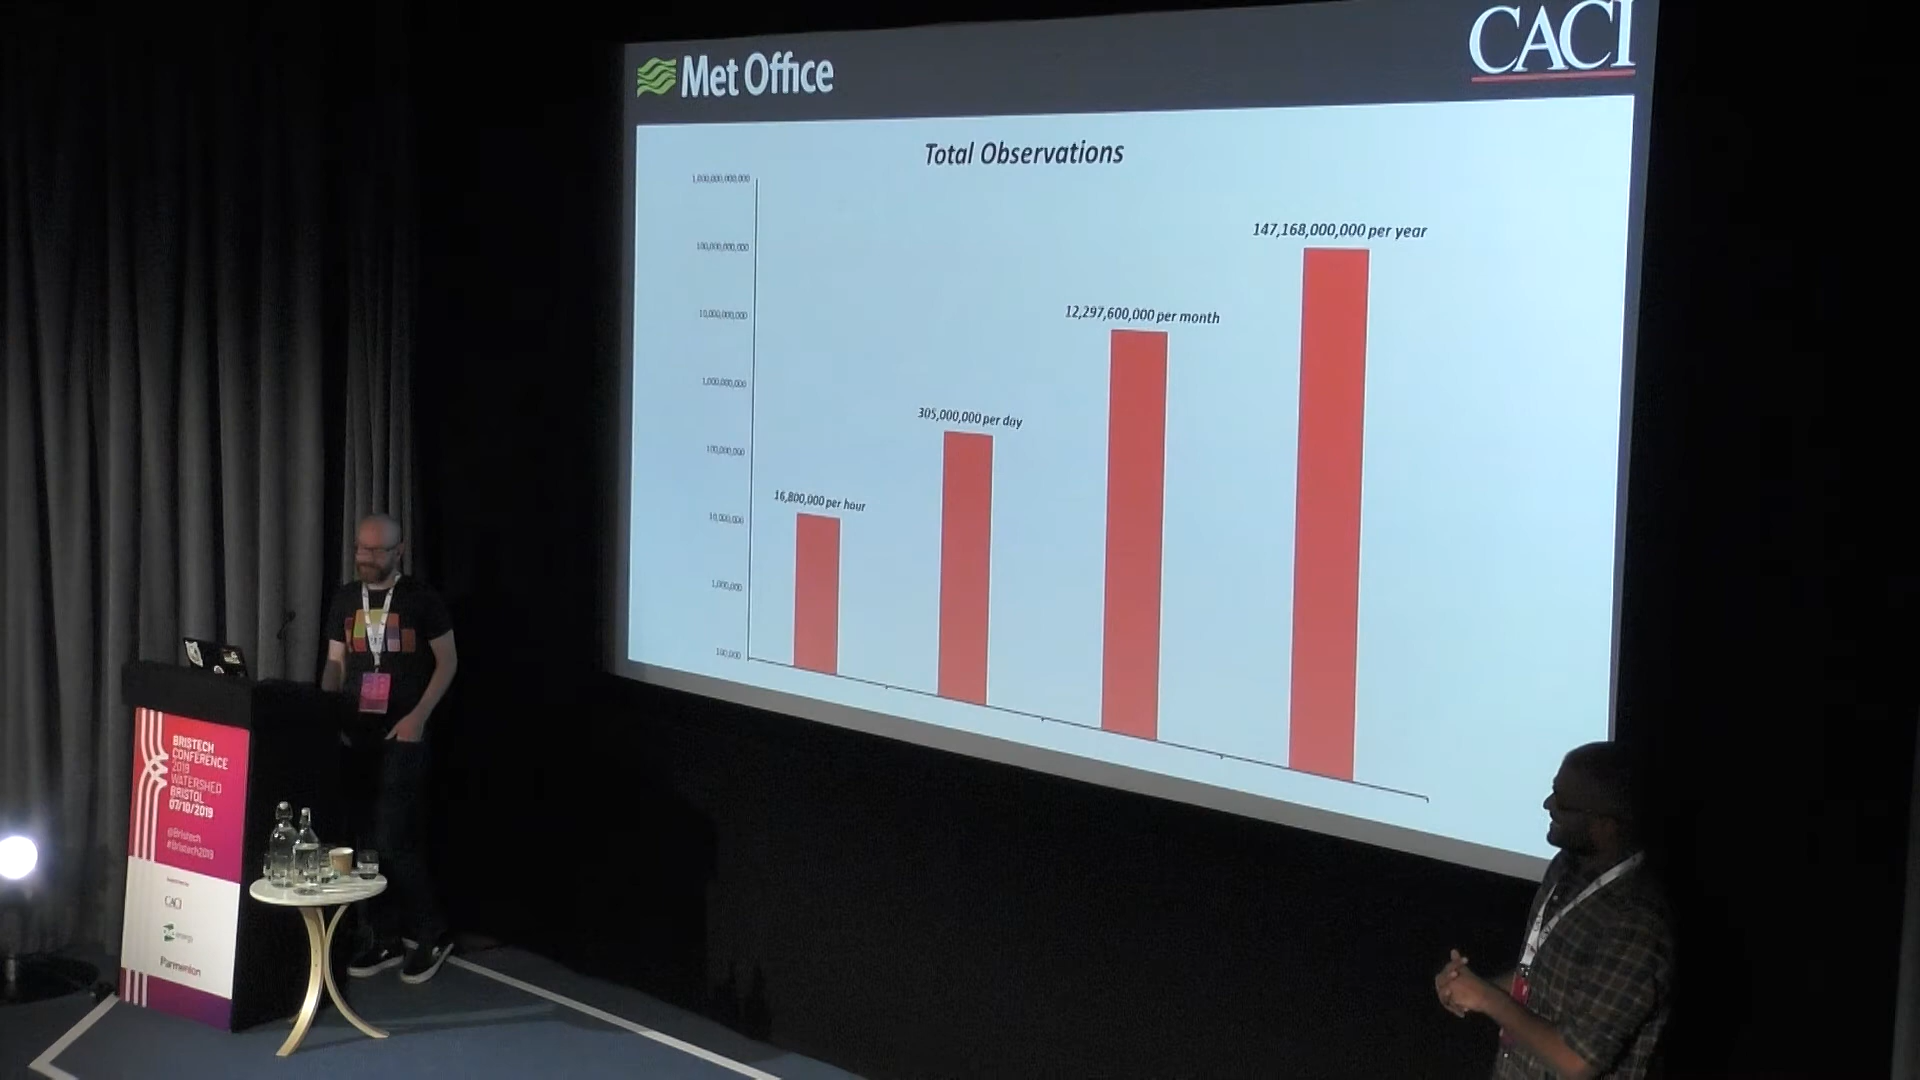 Met Office
CACI
Total Observations
1,000,000,000,000
100,000,000,000
10,000,000,000
1,000,000,000
100,000,000
10,000,000
1,000,000
100,000
16,800,000 per hour
305,000,000 per day
12,297,600,000 per month
147,168,000,000 per year
BRISTECH
CONFERENCE
2019
WATERSHED
BRISTOL
07/10/2019
@Bristech
#Bristech2019
CACI
energy
Parmenion